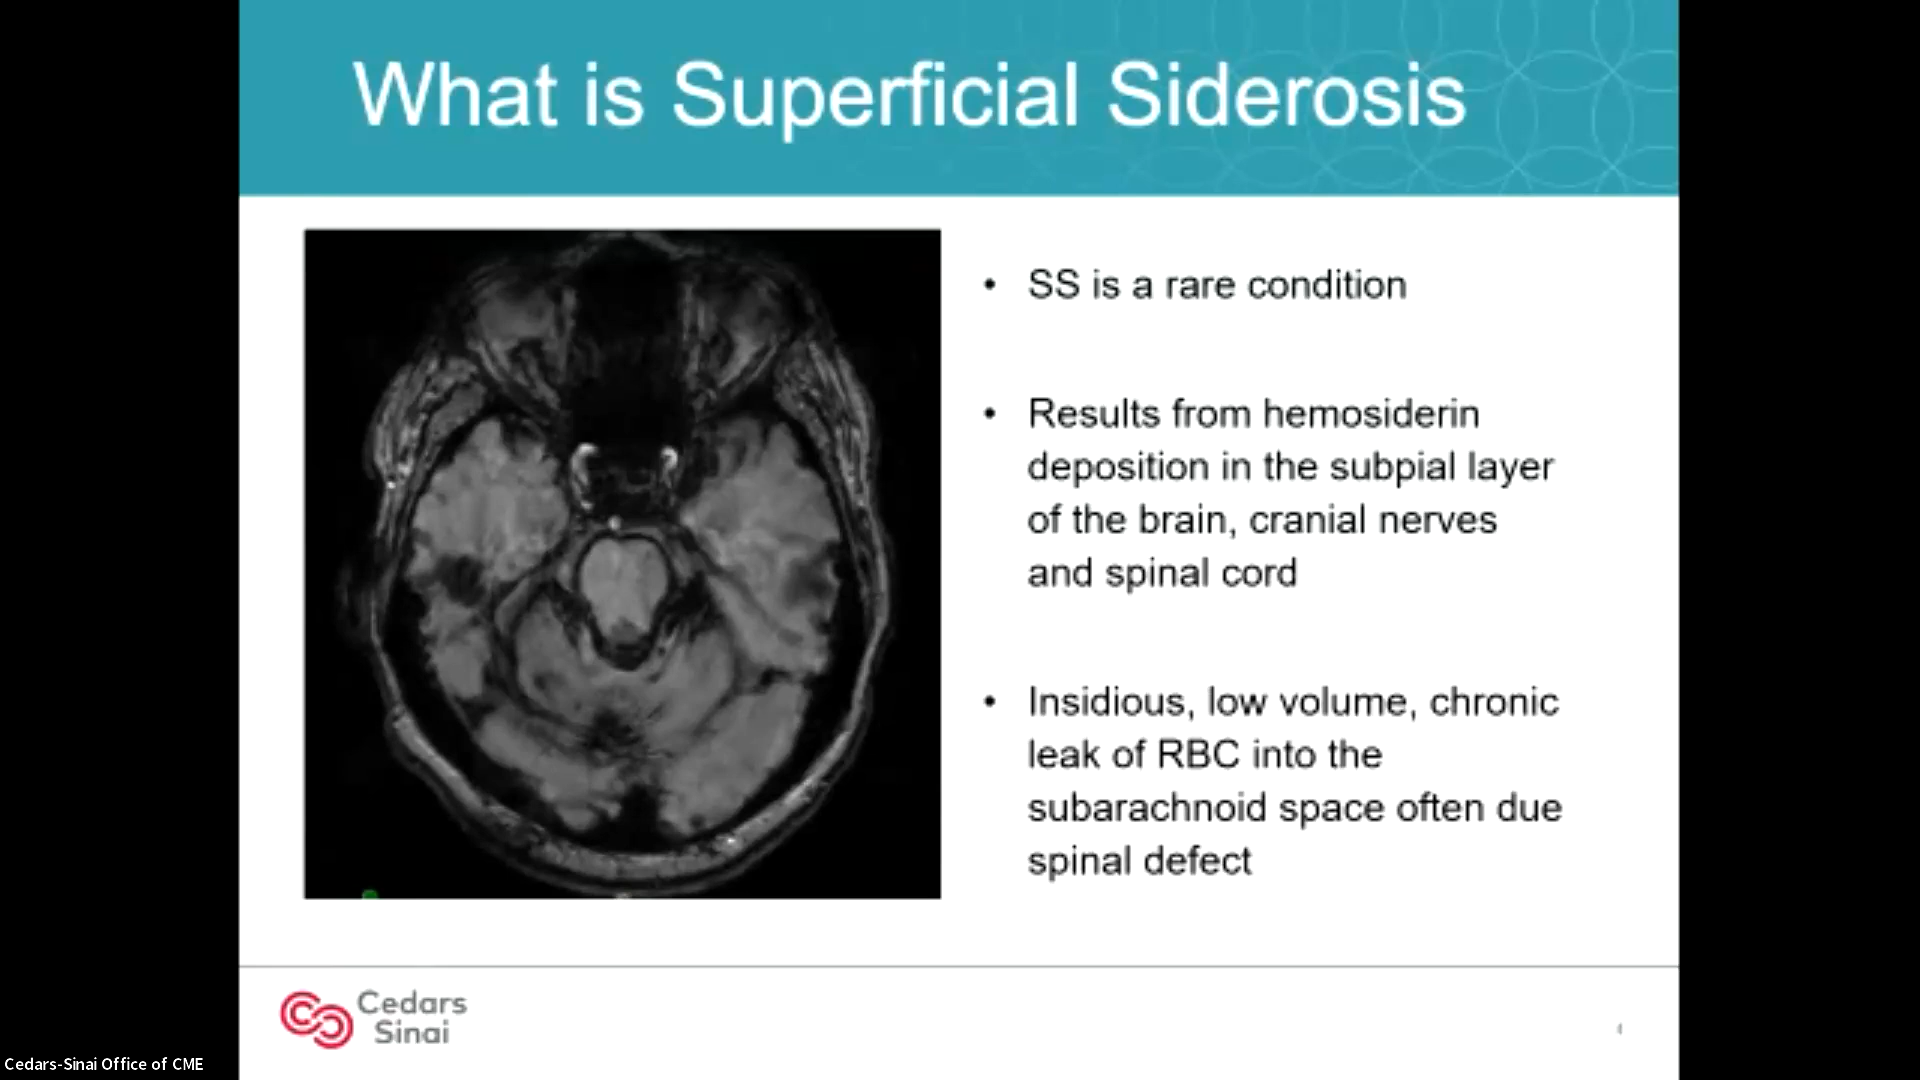 What is Superficial Siderosis
• SS is a rare condition
• Results from hemosiderin
deposition in the subpial layer
of the brain, cranial nerves
and spinal cord
• Insidious, low volume, chronic
leak of RBC into the
subarachnoid space often due
spinal defect
Cedars
Sinai
Cedars-Sinai Office of CME